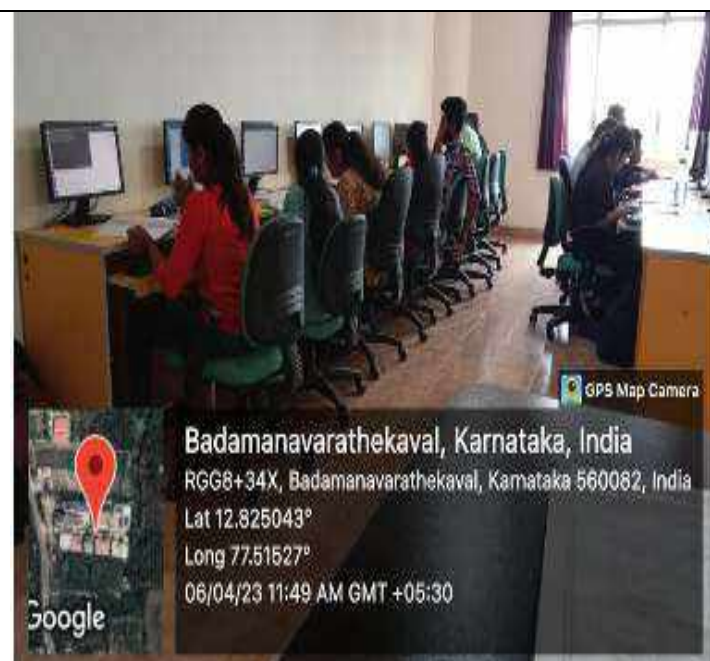 GPS Map Camera
Badamanavarathekaval, Karnataka, India
RGG8+34X, Badamanavarathekaval, Karnataka 560082, India
Lat 12.825043°
Long 77.51527°
06/04/23 11:49 AM GMT +05:30
Google